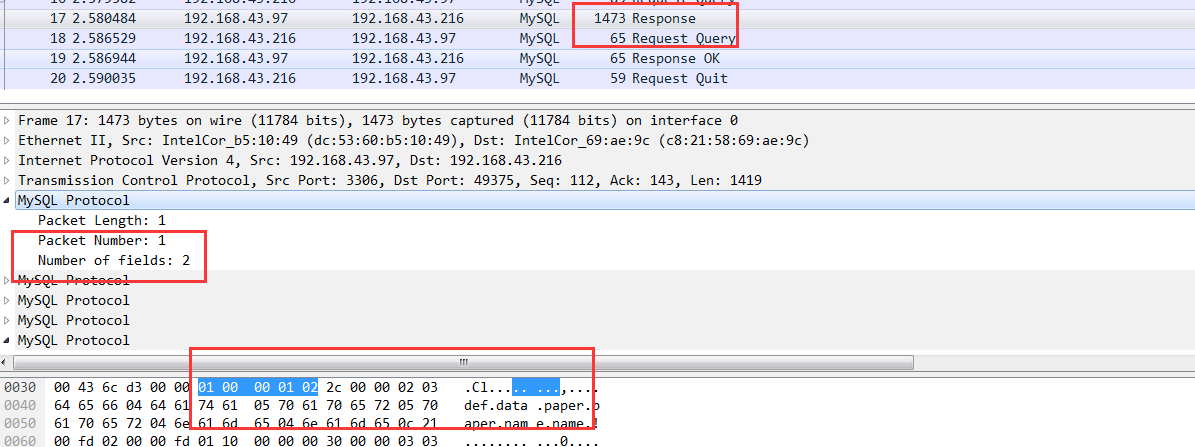 17 2.580484 192.168.43.97 192.168.43.216 MySQL 1473 Response
18 2.586529 192.168.43.216 192.168.43.97 MySQL 65 Request Query
19 2.586944 192.168.43.97 192.168.43.216 MySQL 65 Response OK
20 2.590035 192.168.43.216 192.168.43.97 MySQL 59 Request Quit
Frame 17: 1473 bytes on wire (11784 bits), 1473 bytes captured (11784 bits) on interface 0
Ethernet II, Src: IntelCor_b5:10:49 (dc:53:60:b5:10:49), Dst: IntelCor_69:ae:9c (c8:21:58:69:ae:9c)
Internet Protocol Version 4, Src: 192.168.43.97, Dst: 192.168.43.216
Transmission Control Protocol, Src Port: 3306, Dst Port: 49375, Seq: 112, Ack: 143, Len: 1419
MySQL Protocol
Packet Length: 1
Packet Number: 1
Number of fields: 2
MySQL Protocol
MySQL Protocol
MySQL Protocol
MySQL Protocol
0030 00 43 6c d3 00 00 01 00 00 01 02 2c 00 00 02 03 .Cl..... ...,....
0040 64 65 66 04 64 61 74 61 05 70 61 70 65 72 05 70 def.data .paper.p
0050 61 70 65 72 04 6e 61 6d 65 04 6e 61 6d 65 0c 21 aper.nam e.name.!
0060 00 fd 02 00 00 fd 01 10 00 00 00 30 00 00 03 03 ........ ...0....